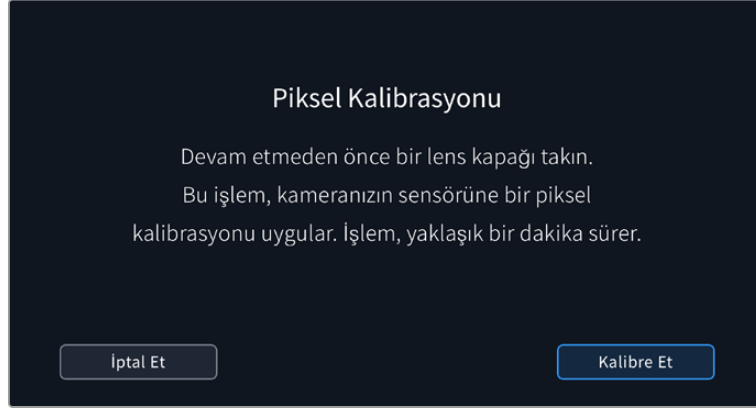 Piksel Kalibrasyonu
Devam etmeden önce bir lens kapağı takın.
Bu işlem, kameranızın sensörüne bir piksel
kalibrasyonu uygular. İşlem, yaklaşık bir dakika sürer.
İptal Et
Kalibre Et